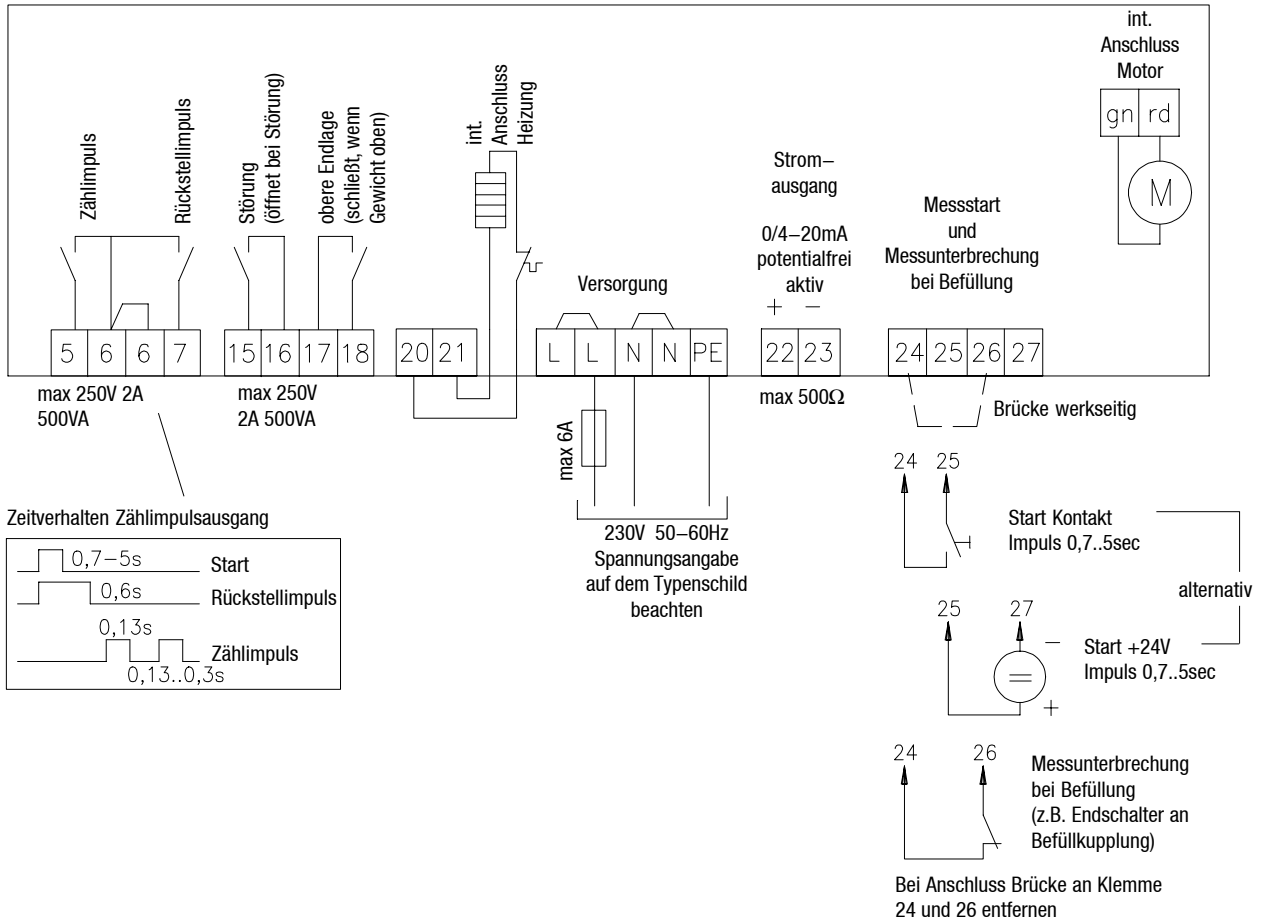 int.
Anschluss
Motor
gn rd
M
Zählimpuls
Rückstellimpuls
Störung
(öffnet bei Störung)
obere Endlage
(schließt, wenn
Gewicht oben)
int.
Anschluss
Heizung
Versorgung
Strom–
ausgang
0/4–20mA
potentialfrei
aktiv
+ –
Messstart
und
Messunterbrechung
bei Befüllung
5 6 6 7
15 16 17 18
20 21
L L N N PE
22 23
24 25 26 27
max 250V 2A
500VA
max 250V
2A 500VA
max 6A
max 500Ω
Brücke werkseitig
230V 50–60Hz
Spannungsangabe
auf dem Typenschild
beachten
Zeitverhalten Zählimpulsausgang
0,7–5s Start
0,6s Rückstellimpuls
0,13s
Zählimpuls
0,13..0,3s
24 25
Start Kontakt
Impuls 0,7..5sec
alternativ
25 27
–
Start +24V
Impuls 0,7..5sec
+
24 26
Messunterbrechung
bei Befüllung
(z.B. Endschalter an
Befüllkupplung)
Bei Anschluss Brücke an Klemme
24 und 26 entfernen